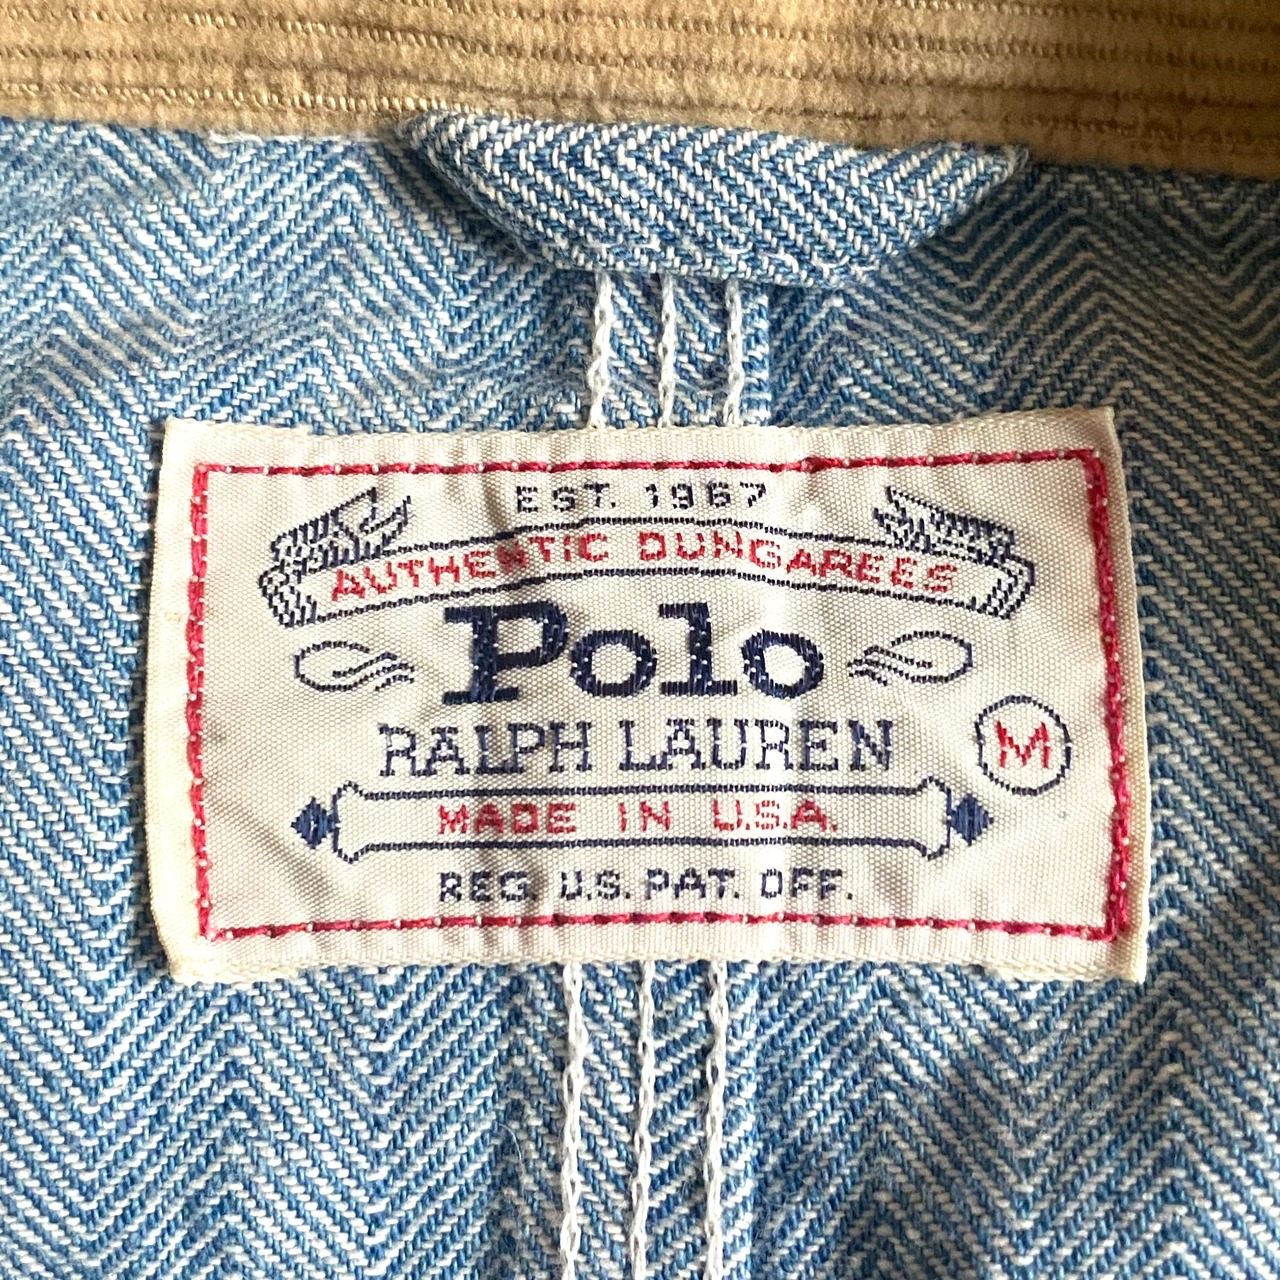 EST. 1967
AUTHENTIC DUNGAREES
Polo
RALPH LAUREN
M
MADE IN U.S.A.
REG. U.S. PAT. OFF.